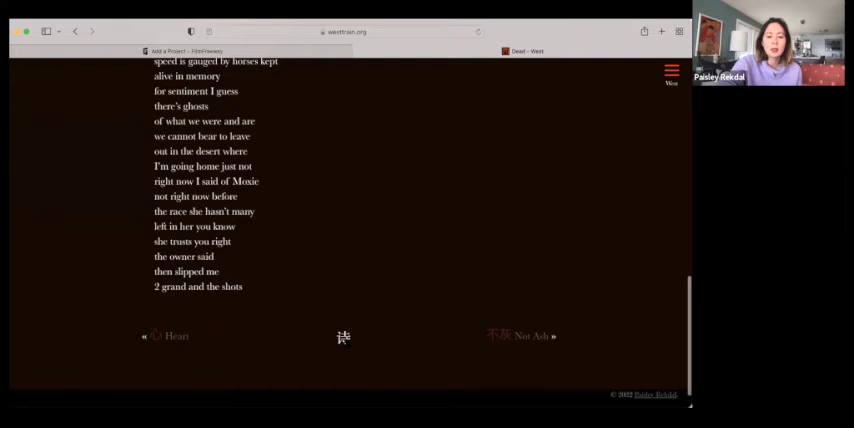 westtrain.org
Add a Project – FilmFreeway
Dead – West
Paisley Rekdal
West
speed is gauged by horses kept
alive in memory
for sentiment I guess
there's ghosts
of what we were and are
we cannot bear to leave
out in the desert where
I'm going home just not
right now I said of Moxie
not right now before
the race she hasn't many
left in her you know
she trusts you right
the owner said
then slipped me
2 grand and the shots
« 心 Heart
诗
不灰 Not Ash »
© 2022 Paisley Rekdal.